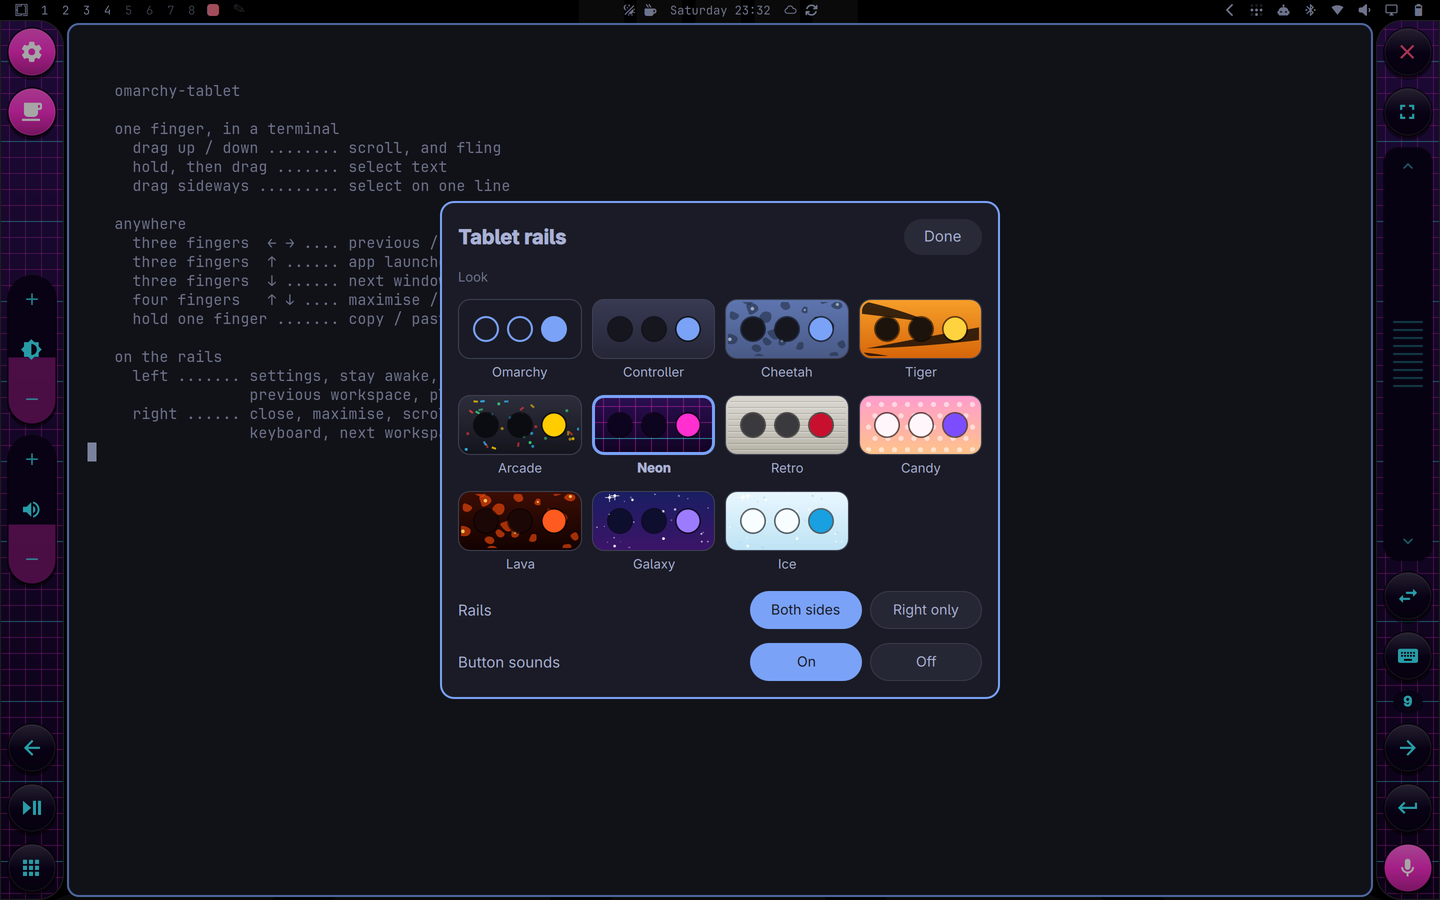 1 2 3 4 5 6 7 8
Saturday 23:32
omarchy-tablet
one finger, in a terminal
drag up / down ........ scroll, and fling
hold, then drag ....... select text
drag sideways ......... select on one line
anywhere
three fingers ← → .... previous /
three fingers ↑ ...... app launch
three fingers ↓ ...... next windo
four fingers ↑ ↓ .... maximise /
hold one finger ....... copy / pas
on the rails
left ....... settings, stay awake,
previous workspace, p
right ...... close, maximise, scro
keyboard, next worksp
Tablet rails
Done
Look
Omarchy Controller Cheetah Tiger
Arcade Neon Retro Candy
Lava Galaxy Ice
Rails Both sides Right only
Button sounds On Off
9